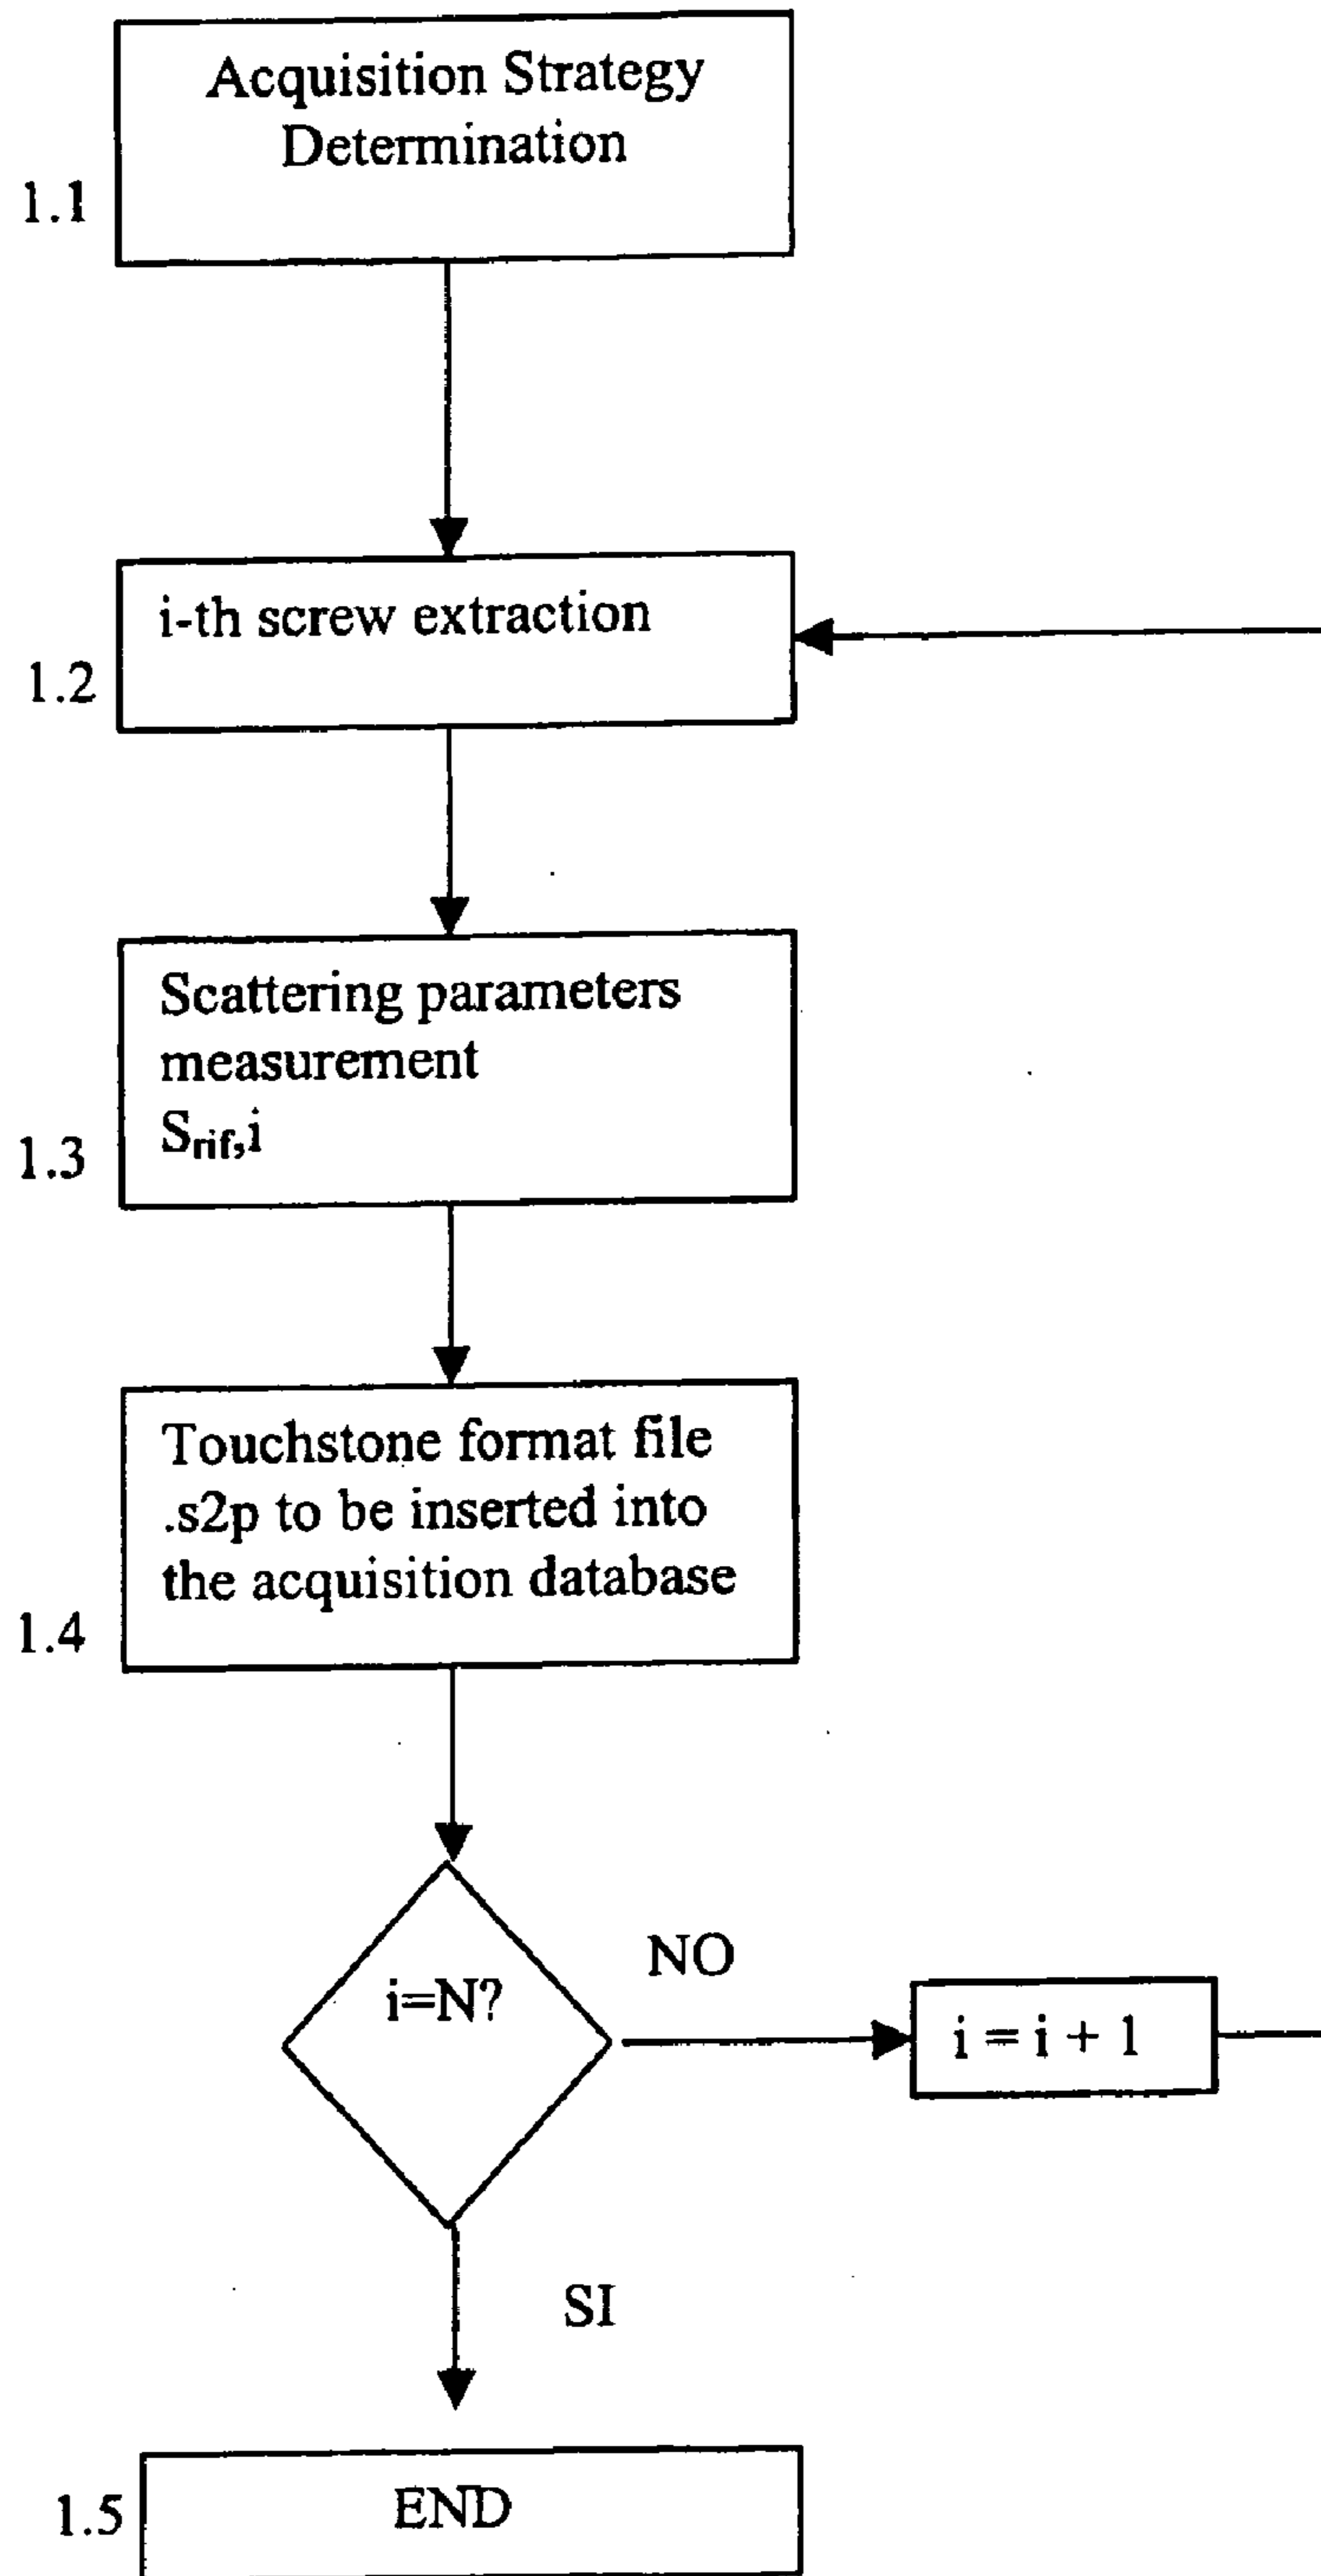 Acquisition Strategy
Determination
1.1
i-th screw extraction
1.2
Scattering parameters
measurement
Srif,i
1.3
Touchstone format file
.s2p to be inserted into
the acquisition database
1.4
i=N?
NO
i = i + 1
SI
END
1.5